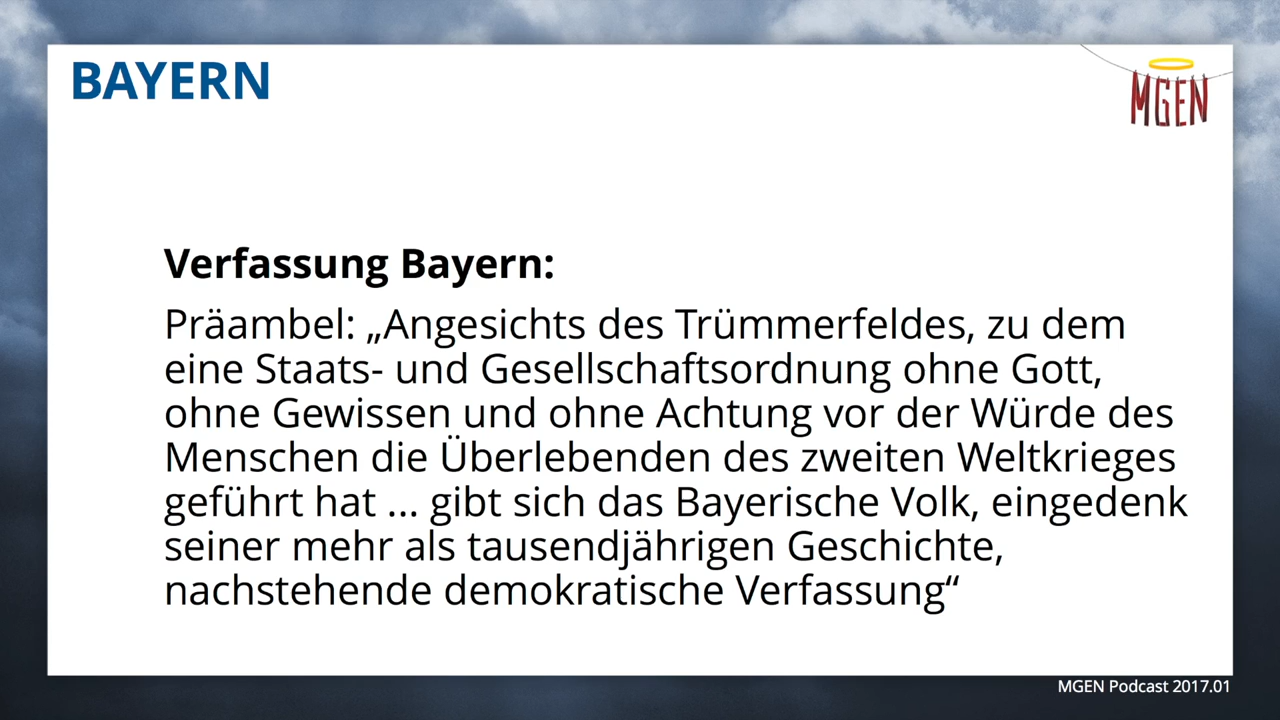 BAYERN
MGEN
Verfassung Bayern:
Präambel: „Angesichts des Trümmerfeldes, zu dem
eine Staats- und Gesellschaftsordnung ohne Gott,
ohne Gewissen und ohne Achtung vor der Würde des
Menschen die Überlebenden des zweiten Weltkrieges
geführt hat ... gibt sich das Bayerische Volk, eingedenk
seiner mehr als tausendjährigen Geschichte,
nachstehende demokratische Verfassung“
MGEN Podcast 2017.01